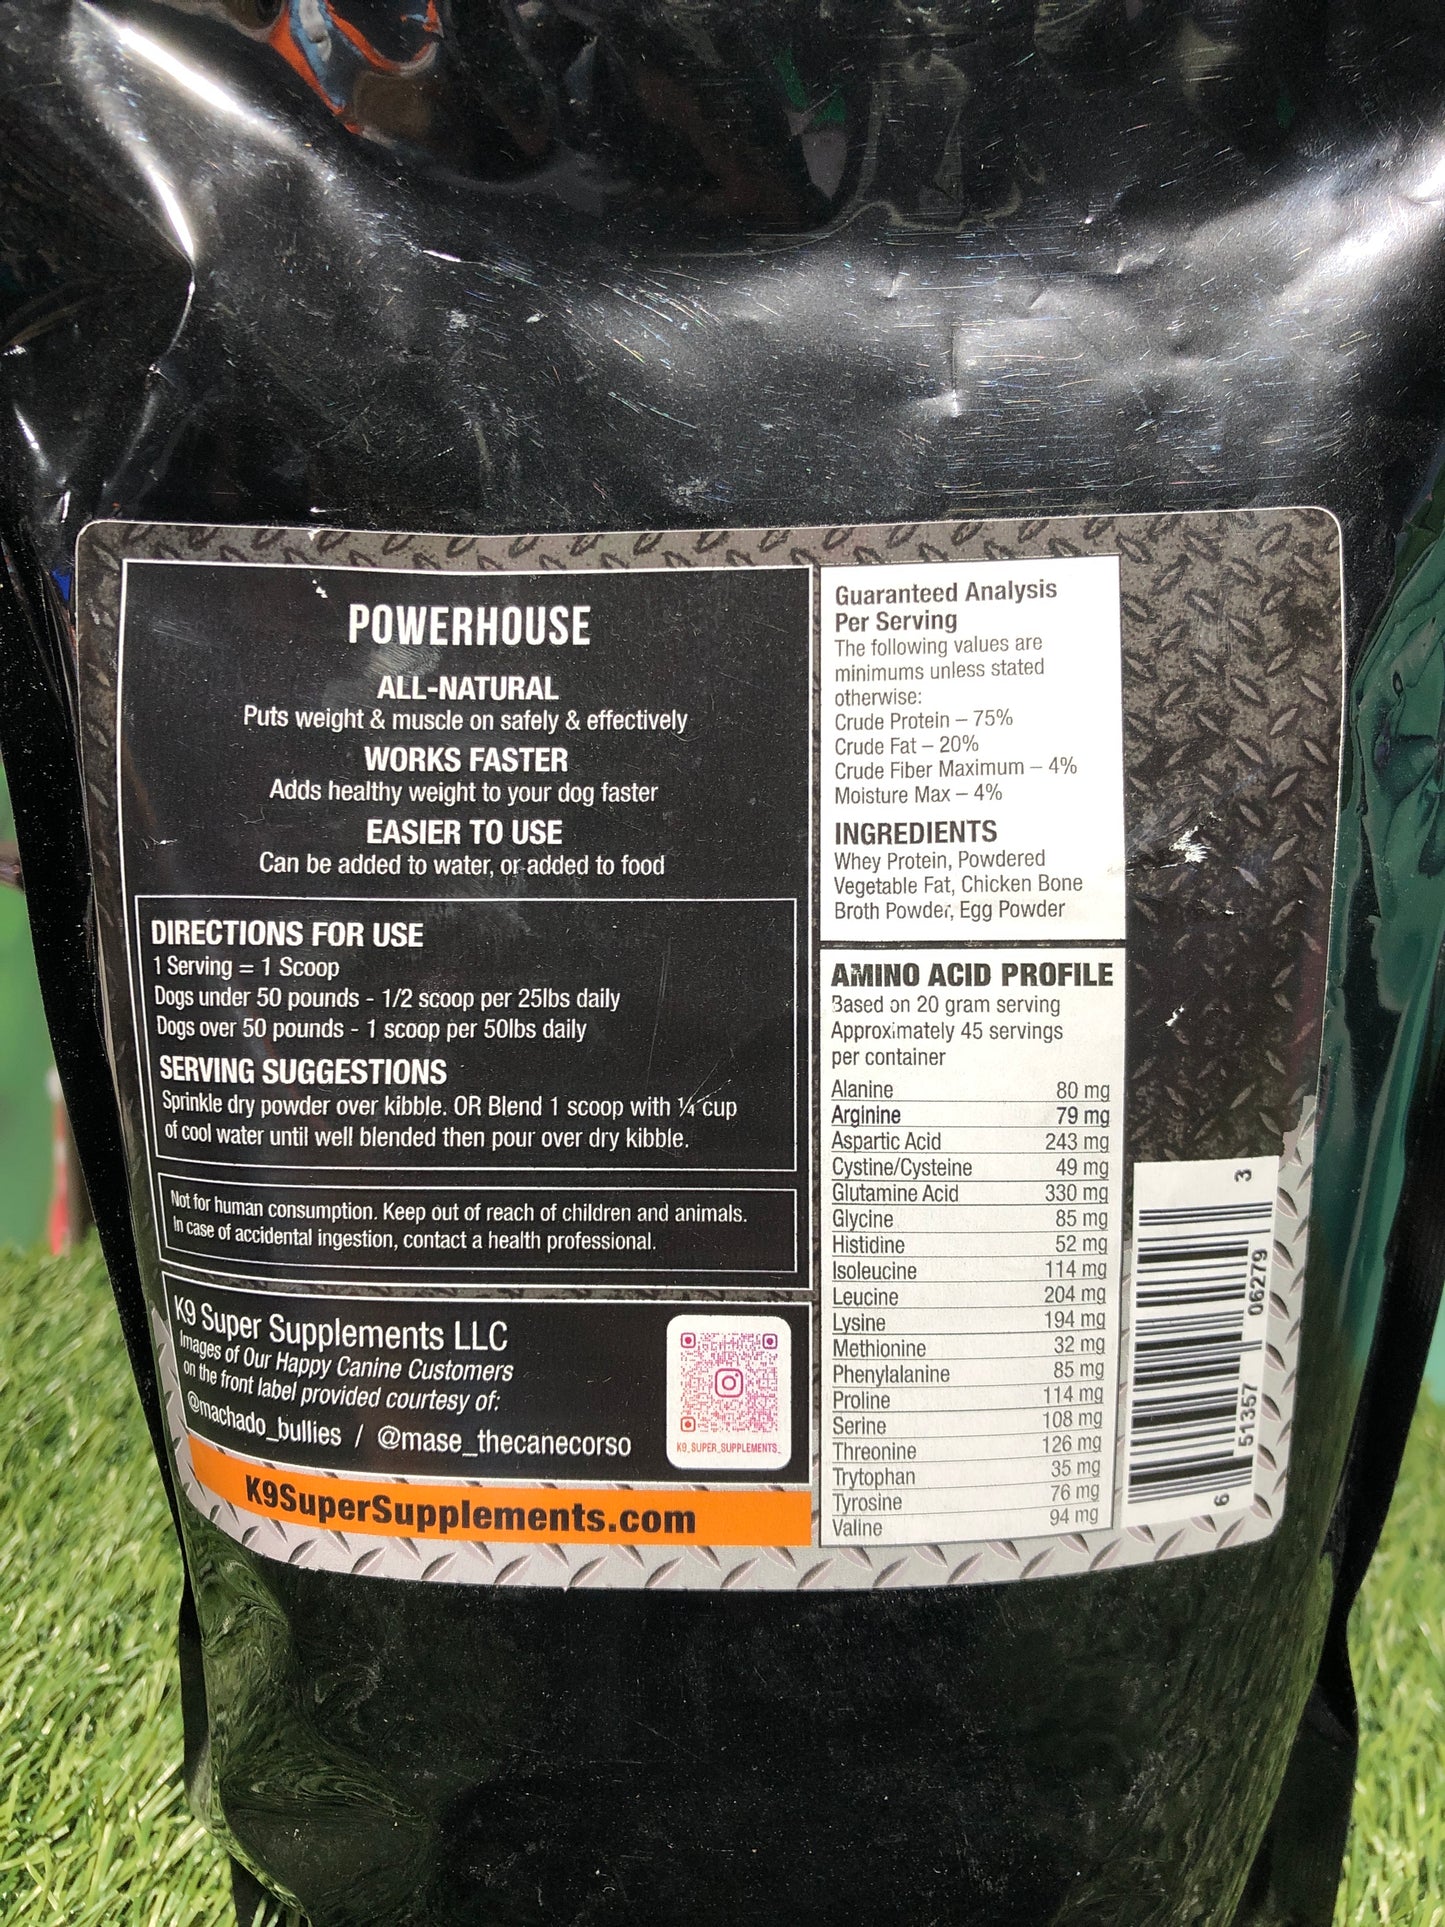 POWERHOUSE
ALL-NATURAL
Puts weight & muscle on safely & effectively
WORKS FASTER
Adds healthy weight to your dog faster
EASIER TO USE
Can be added to water, or added to food
DIRECTIONS FOR USE
1 Serving = 1 Scoop
Dogs under 50 pounds - 1/2 scoop per 25lbs daily
Dogs over 50 pounds - 1 scoop per 50lbs daily
SERVING SUGGESTIONS
Sprinkle dry powder over kibble. OR Blend 1 scoop with ¼ cup
of cool water until well blended then pour over dry kibble.
Not for human consumption. Keep out of reach of children and animals.
In case of accidental ingestion, contact a health professional.
K9 Super Supplements LLC
Images of Our Happy Canine Customers
on the front label provided courtesy of:
@machado_bullies / @mase_thecanecorso
K9_SUPER_SUPPLEMENTS_
K9SuperSupplements.com
Guaranteed Analysis
Per Serving
The following values are
minimums unless stated
otherwise:
Crude Protein – 75%
Crude Fat – 20%
Crude Fiber Maximum – 4%
Moisture Max – 4%
INGREDIENTS
Whey Protein, Powdered
Vegetable Fat, Chicken Bone
Broth Powder, Egg Powder
AMINO ACID PROFILE
Based on 20 gram serving
Approximately 45 servings
per container
Alanine 80 mg
Arginine 79 mg
Aspartic Acid 243 mg
Cystine/Cysteine 49 mg
Glutamine Acid 330 mg
Glycine 85 mg
Histidine 52 mg
Isoleucine 114 mg
Leucine 204 mg
Lysine 194 mg
Methionine 32 mg
Phenylalanine 85 mg
Proline 114 mg
Serine 108 mg
Threonine 126 mg
Trytophan 35 mg
Tyrosine 76 mg
Valine 94 mg
6 51357 06279 3